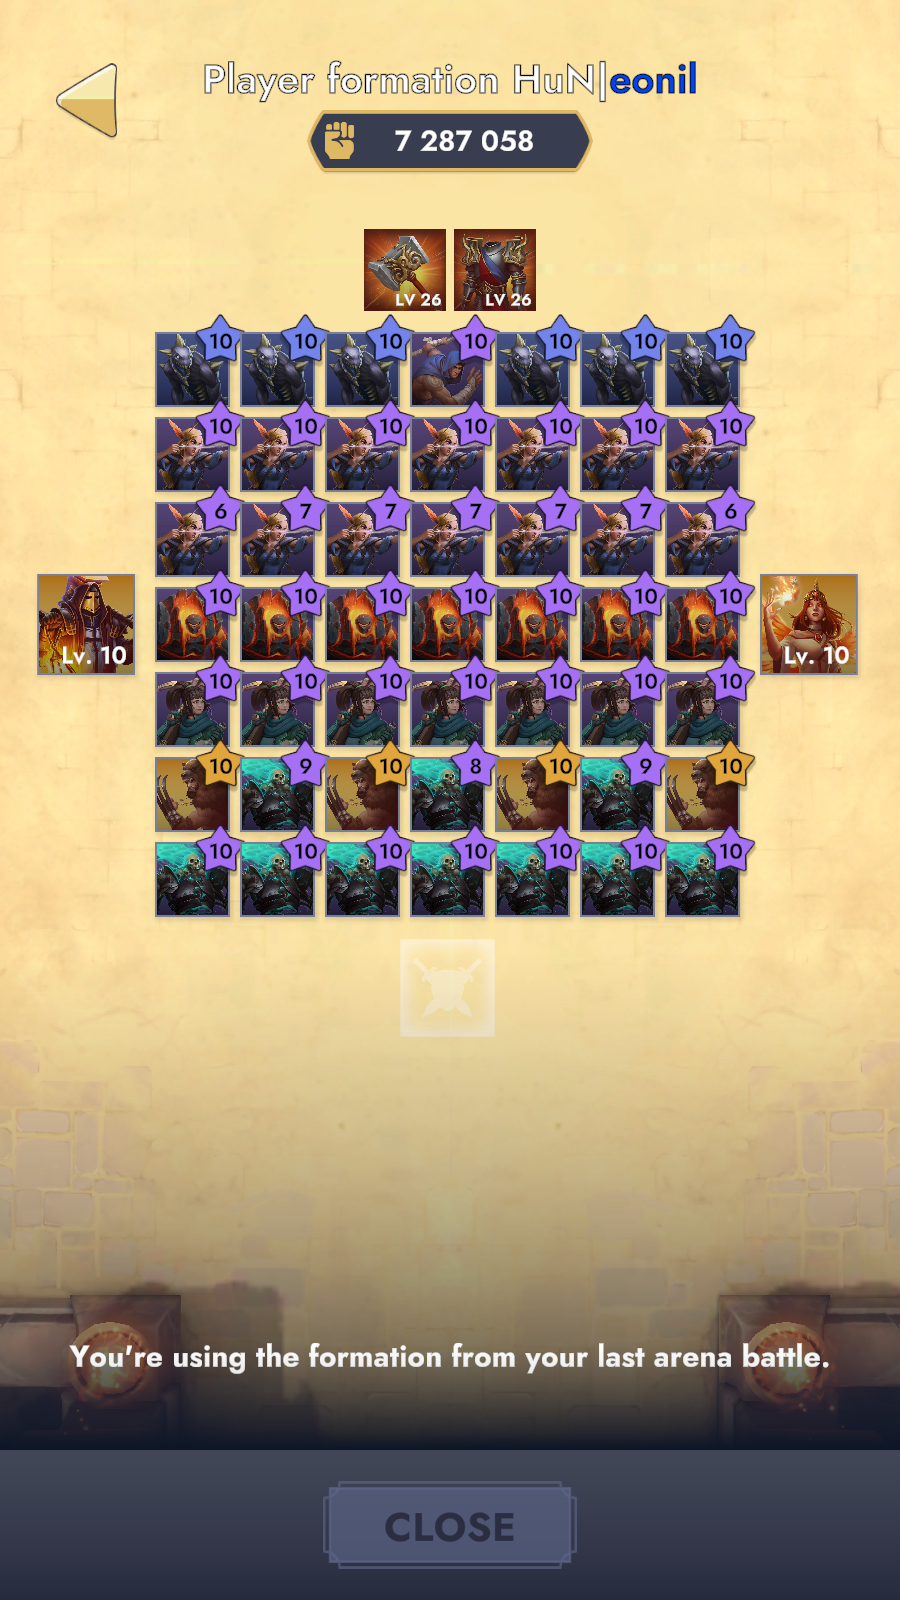 Player formation HuN|eonil
7 287 058
LV 26 LV 26
10 10 10 10 10 10 10
10 10 10 10 10 10 10
6 7 7 7 7 7 6
10 10 10 10 10 10 10
Lv. 10 Lv. 10
10 10 10 10 10 10 10
10 9 10 8 10 9 10
10 10 10 10 10 10 10
You're using the formation from your last arena battle.
CLOSE